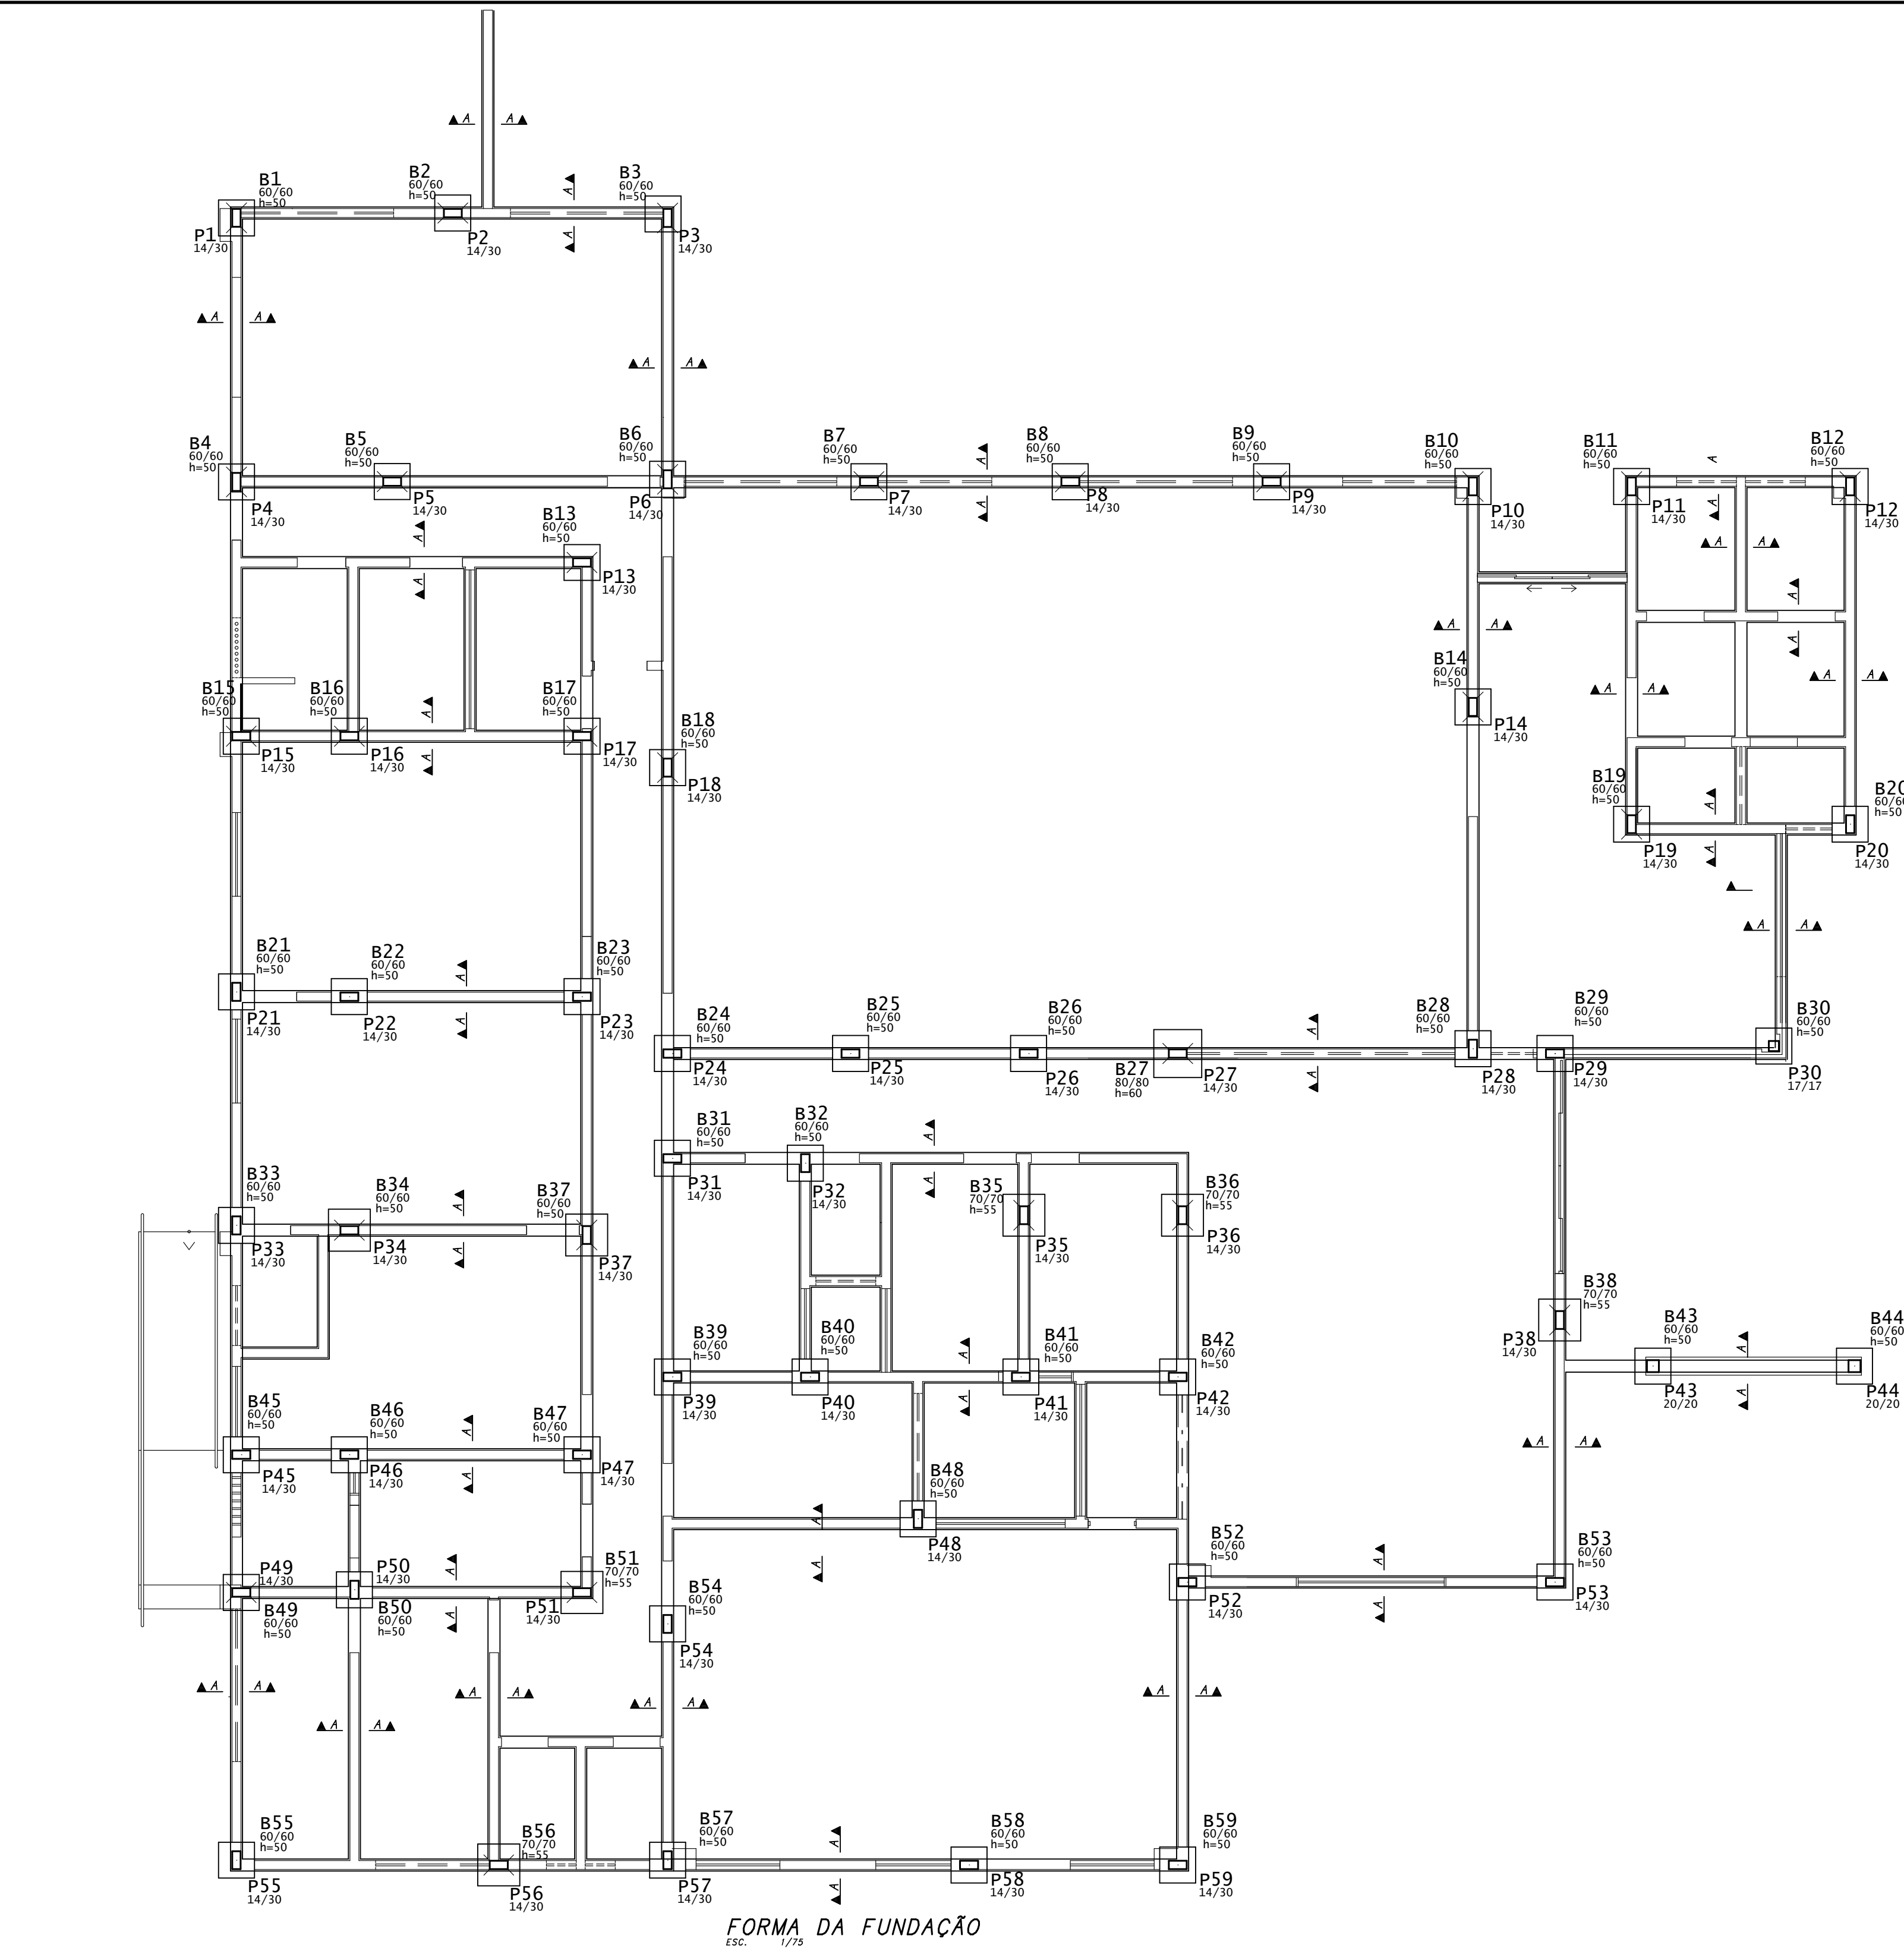 A A
B1
60/60
h=50
B2
60/60
h=50
B3
60/60
h=50
A
A
P1
14/30
P2
14/30
P3
14/30
A A
A A
B4
60/60
h=50
B5
60/60
h=50
B6
60/60
h=50
B7
60/60
h=50
A
B8
60/60
h=50
B9
60/60
h=50
B10
60/60
h=50
B11
60/60
h=50
A
B12
60/60
h=50
P4
14/30
P5
14/30
P6
14/30
P7
14/30
A
P8
14/30
P9
14/30
P10
14/30
P11
14/30
A
P12
14/30
B13
60/60
h=50
A
A
P13
14/30
A A
A
A
A A
B14
60/60
h=50
P14
14/30
A A
A A
B15
60/60
h=50
B16
60/60
h=50
A
B17
60/60
h=50
B18
60/60
h=50
P15
14/30
P16
14/30
A
P17
14/30
P18
14/30
B19
60/60
h=50
A
B20
60/60
h=50
P19
14/30
A
P20
14/30
A A
B21
60/60
h=50
B22
60/60
h=50
A
B23
60/60
h=50
P21
14/30
P22
14/30
A
P23
14/30
B24
60/60
h=50
B25
60/60
h=50
B26
60/60
h=50
A
B28
60/60
h=50
B29
60/60
h=50
B30
60/60
h=50
P24
14/30
P25
14/30
P26
14/30
B27
80/80
h=60
P27
14/30
A
P28
14/30
P29
14/30
P30
17/17
B31
60/60
h=50
B32
60/60
h=50
A
P31
14/30
P32
14/30
A
B35
70/70
h=55
B36
70/70
h=55
B33
60/60
h=50
B34
60/60
h=50
A
B37
60/60
h=50
P35
14/30
P36
14/30
P33
14/30
P34
14/30
A
P37
14/30
B38
70/70
h=55
P38
14/30
B39
60/60
h=50
B40
60/60
h=50
A
B41
60/60
h=50
B42
60/60
h=50
B43
60/60
h=50
A
B44
60/60
h=50
P39
14/30
P40
14/30
A
P41
14/30
P42
14/30
P43
20/20
A
P44
20/20
B45
60/60
h=50
B46
60/60
h=50
A
B47
60/60
h=50
A A
P45
14/30
P46
14/30
A
P47
14/30
B48
60/60
h=50
A
P48
14/30
A
P49
14/30
P50
14/30
A
B51
70/70
h=55
B52
60/60
h=50
A
B53
60/60
h=50
B49
60/60
h=50
B50
60/60
h=50
A
P51
14/30
B54
60/60
h=50
P52
14/30
A
P53
14/30
P54
14/30
A A
A A
A A
A A
A A
B55
60/60
h=50
B56
70/70
h=55
B57
60/60
h=50
A
B58
60/60
h=50
B59
60/60
h=50
P55
14/30
P56
14/30
P57
14/30
A
P58
14/30
P59
14/30
FORMA DA FUNDAÇÃO
ESC. 1/75